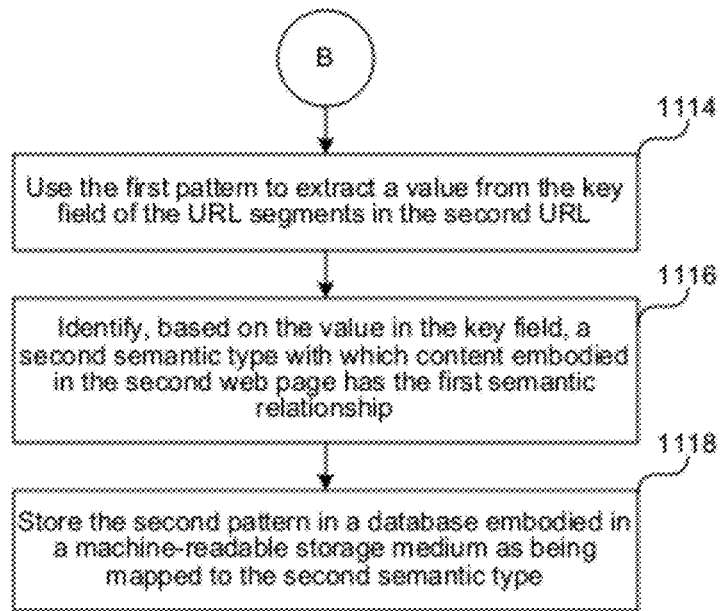 B
1114
Use the first pattern to extract a value from the key
field of the URL segments in the second URL
1116
Identify, based on the value in the key field, a
second semantic type with which content embodied
in the second web page has the first semantic
relationship
1118
Store the second pattern in a database embodied in
a machine-readable storage medium as being
mapped to the second semantic type